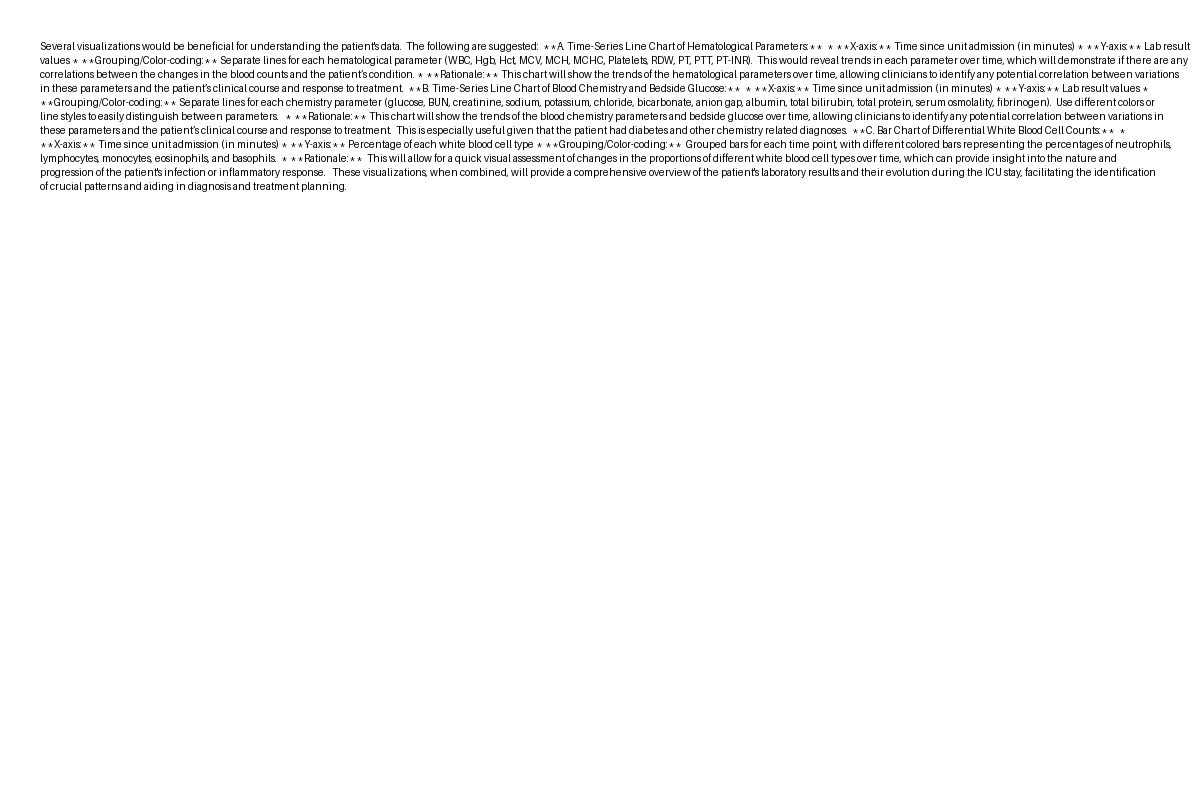 Several visualizations would be beneficial for understanding the patient's data.  The following are suggested:  **A. Time-Series Line Chart of Hematological Parameters:**  * **X-axis:** Time since unit admission (in minutes) * **Y-axis:** Lab result
values * **Grouping/Color-coding:** Separate lines for each hematological parameter (WBC, Hgb, Hct, MCV, MCH, MCHC, Platelets, RDW, PT, PTT, PT-INR).  This would reveal trends in each parameter over time, which will demonstrate if there are any
correlations between the changes in the blood counts and the patient's condition. * **Rationale:** This chart will show the trends of the hematological parameters over time, allowing clinicians to identify any potential correlation between variations
in these parameters and the patient's clinical course and response to treatment.  **B. Time-Series Line Chart of Blood Chemistry and Bedside Glucose:**  * **X-axis:** Time since unit admission (in minutes) * **Y-axis:** Lab result values *
**Grouping/Color-coding:** Separate lines for each chemistry parameter (glucose, BUN, creatinine, sodium, potassium, chloride, bicarbonate, anion gap, albumin, total bilirubin, total protein, serum osmolality, fibrinogen).  Use different colors or
line styles to easily distinguish between parameters.  * **Rationale:** This chart will show the trends of the blood chemistry parameters and bedside glucose over time, allowing clinicians to identify any potential correlation between variations in
these parameters and the patient's clinical course and response to treatment.  This is especially useful given that the patient had diabetes and other chemistry related diagnoses.  **C. Bar Chart of Differential White Blood Cell Counts:**  *
**X-axis:** Time since unit admission (in minutes) * **Y-axis:** Percentage of each white blood cell type * **Grouping/Color-coding:** Grouped bars for each time point, with different colored bars representing the percentages of neutrophils,
lymphocytes, monocytes, eosinophils, and basophils.  * **Rationale:**  This will allow for a quick visual assessment of changes in the proportions of different white blood cell types over time, which can provide insight into the nature and
progression of the patient's infection or inflammatory response.   These visualizations, when combined, will provide a comprehensive overview of the patient's laboratory results and their evolution during the ICU stay, facilitating the identification
of crucial patterns and aiding in diagnosis and treatment planning.